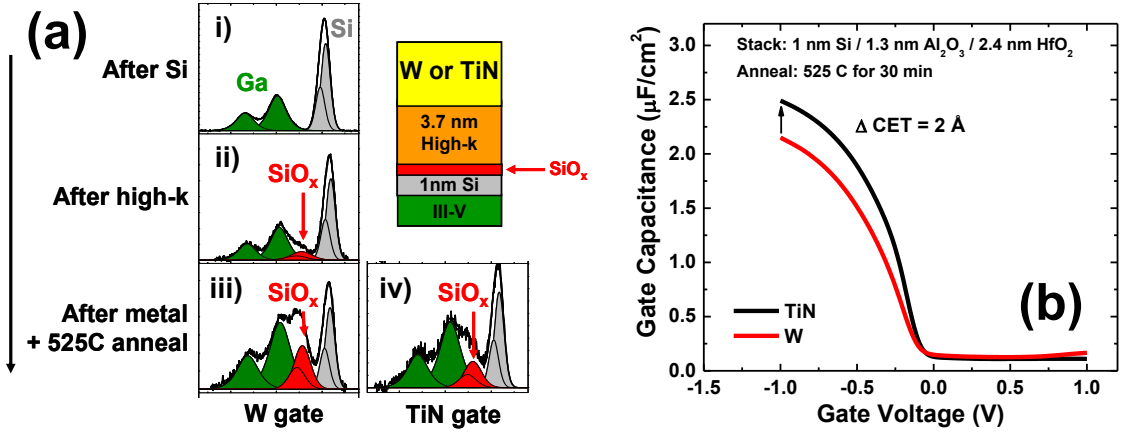 (a)
After Si
i)
Si
Ga
After high-k
ii)
SiOx
After metal
+ 525C anneal
iii)
SiOx
W gate
iv)
SiOx
TiN gate
W or TiN
3.7 nm
High-k
SiOx
1nm Si
III-V
(b)
Stack: 1 nm Si / 1.3 nm Al2O3 / 2.4 nm HfO2
Anneal: 525 C for 30 min
Δ CET = 2 Å
TiN
W
Gate Capacitance (μF/cm2)
3.0
2.5
2.0
1.5
1.0
0.5
0.0
-1.5
-1.0
-0.5
0.0
0.5
1.0
Gate Voltage (V)